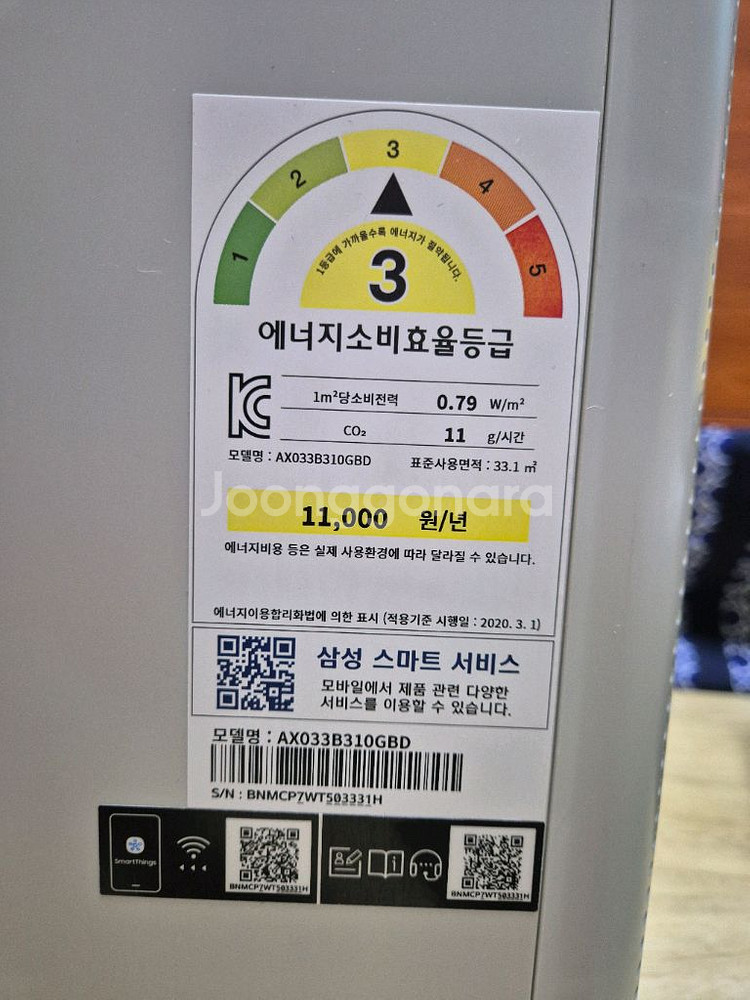 1
2
3
4
5
1등급에 가까울수록 에너지가 절약됩니다.
3
에너지소비효율등급
1m²당소비전력 0.79 W/m²
CO₂ 11 g/시간
모델명 : AX033B310GBD 표준사용면적 : 33.1 ㎡
Joonggonara
11,000 원/년
에너지비용 등은 실제 사용환경에 따라 달라질 수 있습니다.
에너지이용합리화법에 의한 표시 (적용기준 시행일 : 2020. 3. 1)
삼성 스마트 서비스
모바일에서 제품 관련 다양한
서비스를 이용할 수 있습니다.
모델명 : AX033B310GBD
S/N : BNMCPZWT503331H
SmartThings
BNMCPZWT503331H
BNMCPZWT503331H